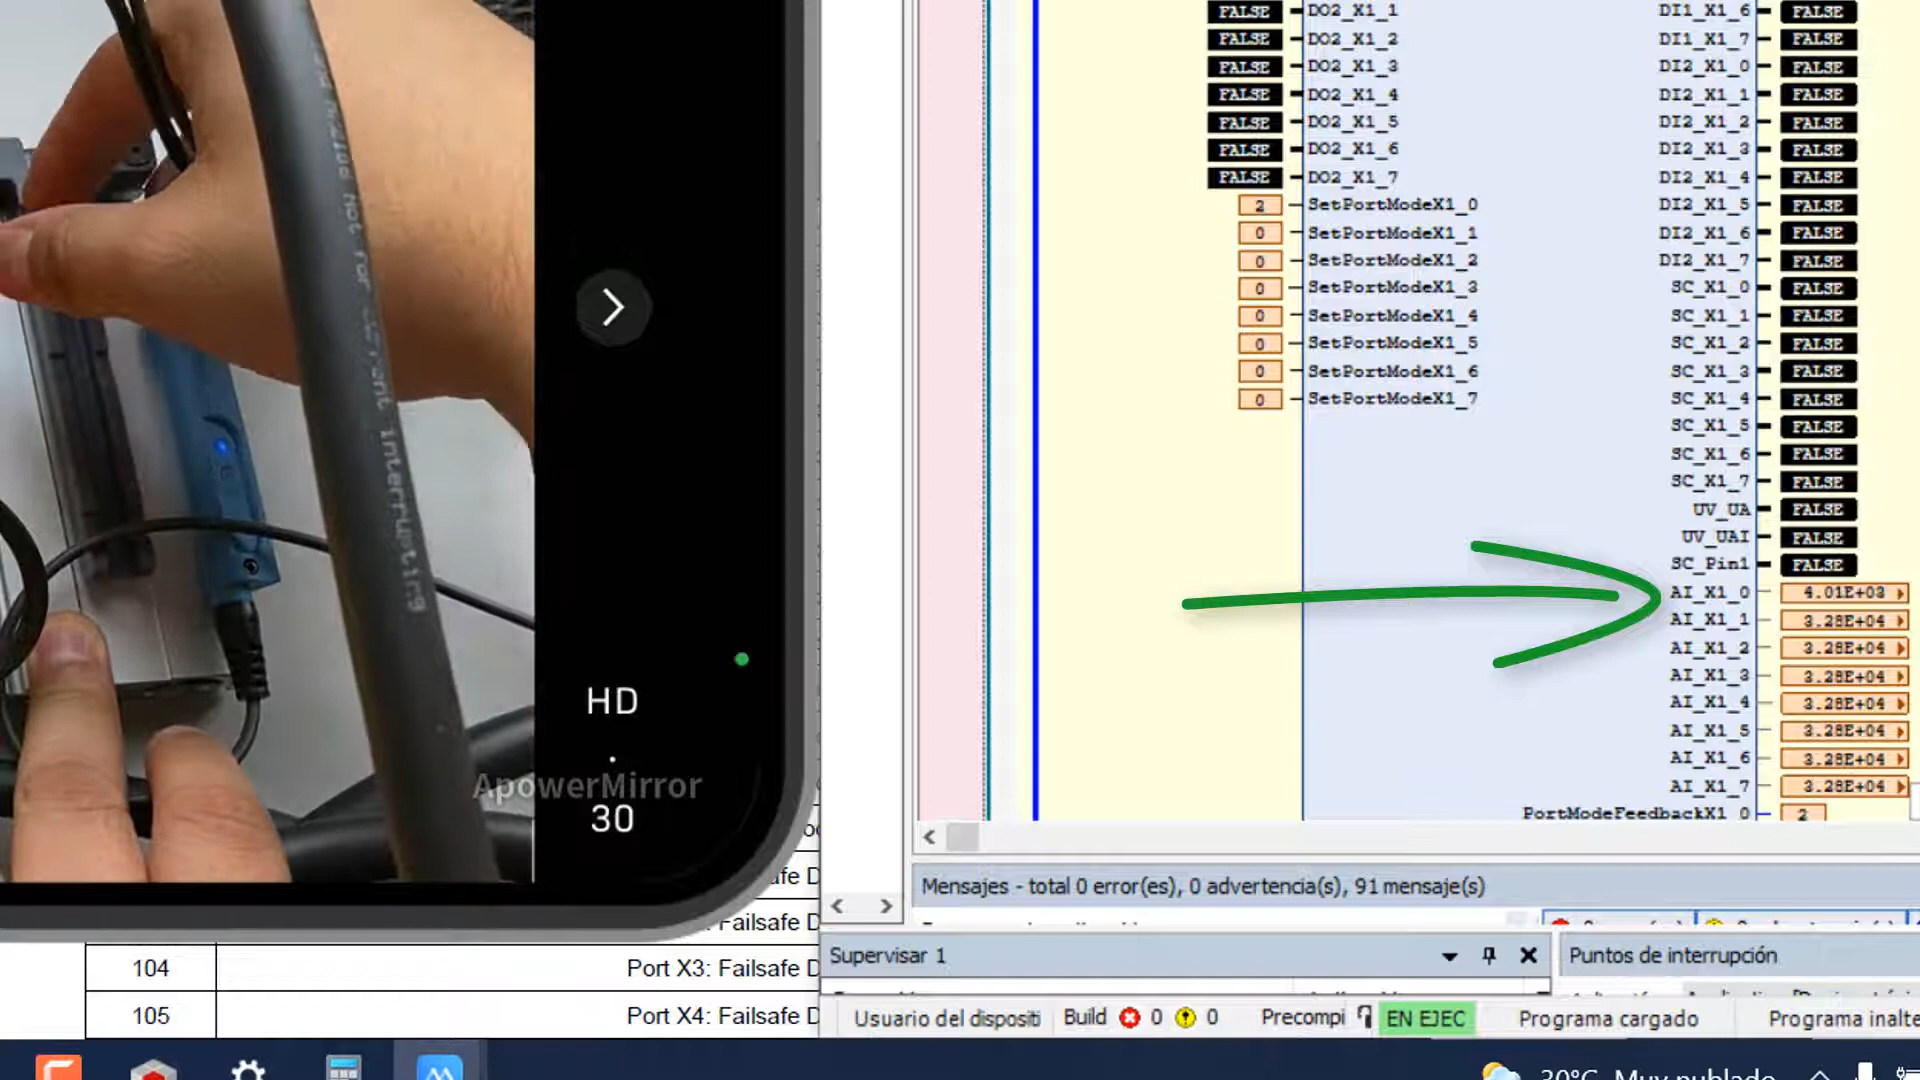 FALSE DO2_X1_1 DI1_X1_6 FALSE
FALSE DO2_X1_2 DI1_X1_7 FALSE
FALSE DO2_X1_3 DI2_X1_0 FALSE
FALSE DO2_X1_4 DI2_X1_1 FALSE
FALSE DO2_X1_5 DI2_X1_2 FALSE
FALSE DO2_X1_6 DI2_X1_3 FALSE
FALSE DO2_X1_7 DI2_X1_4 FALSE
2 SetPortModeX1_0 DI2_X1_5 FALSE
0 SetPortModeX1_1 DI2_X1_6 FALSE
0 SetPortModeX1_2 DI2_X1_7 FALSE
0 SetPortModeX1_3 SC_X1_0 FALSE
0 SetPortModeX1_4 SC_X1_1 FALSE
0 SetPortModeX1_5 SC_X1_2 FALSE
0 SetPortModeX1_6 SC_X1_3 FALSE
0 SetPortModeX1_7 SC_X1_4 FALSE
SC_X1_5 FALSE
SC_X1_6 FALSE
SC_X1_7 FALSE
UV_UA FALSE
UV_UAI FALSE
SC_Pin1 FALSE
AI_X1_0 4.01E+03
AI_X1_1 3.28E+04
AI_X1_2 3.28E+04
AI_X1_3 3.28E+04
AI_X1_4 3.28E+04
AI_X1_5 3.28E+04
AI_X1_6 3.28E+04
AI_X1_7 3.28E+04
PortModeFeedbackX1_0 2
not for current interrupting
HD
ApowerMirror
30
Mensajes - total 0 error(es), 0 advertencia(s), 91 mensaje(s)
104 Port X3: Failsafe D
105 Port X4: Failsafe D
Supervisar 1
Puntos de interrupción
Usuario del dispositi Build 0 0 Precompi EN EJEC Programa cargado Programa inalte
30°C Muy nublado